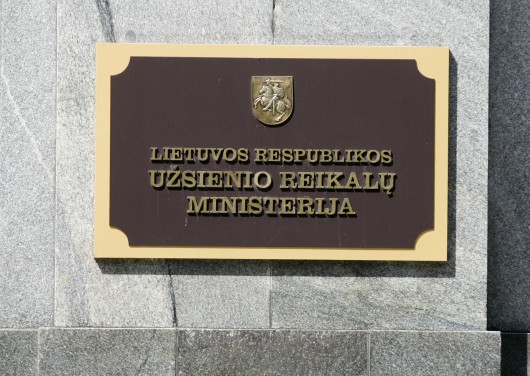 LIETUVOS RESPUBLIKOS
UŽSIENIO REIKALŲ
MINISTERIJA